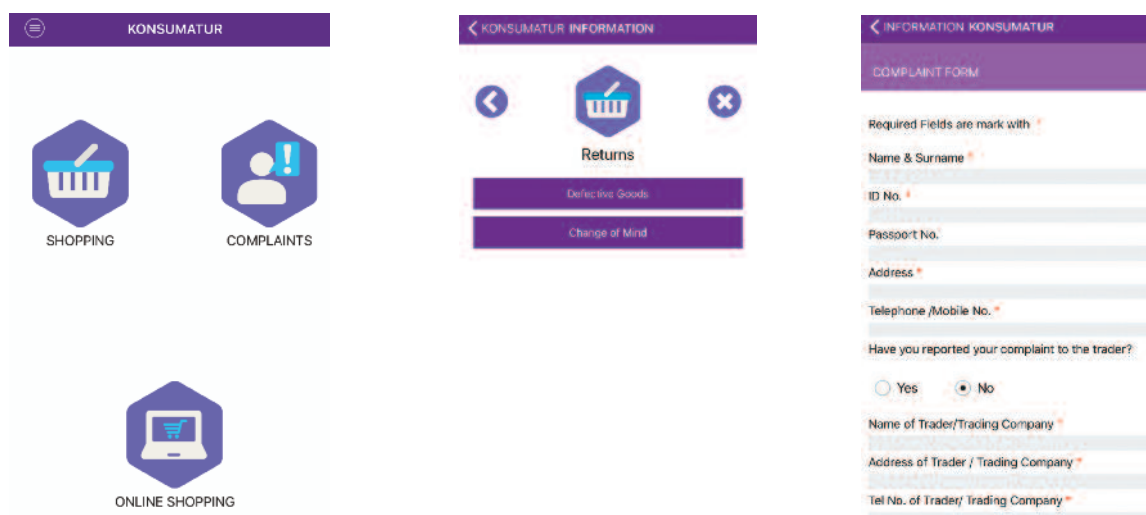 KONSUMATUR
SHOPPING
COMPLAINTS
ONLINE SHOPPING
KONSUMATUR INFORMATION
Returns
Defective Goods
Change of Mind
INFORMATION KONSUMATUR
COMPLAINT FORM
Required Fields are mark with *
Name & Surname *
ID No. *
Passport No.
Address *
Telephone /Mobile No. *
Have you reported your complaint to the trader?
Yes No
Name of Trader/Trading Company *
Address of Trader / Trading Company *
Tel No. of Trader/ Trading Company *